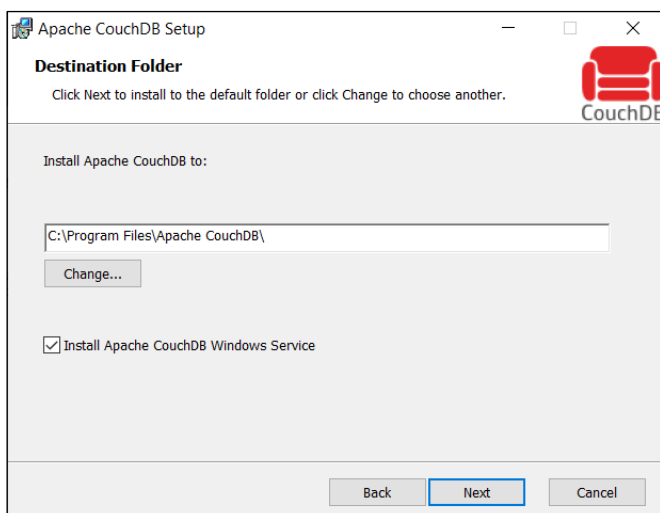 Apache CouchDB Setup
Destination Folder
Click Next to install to the default folder or click Change to choose another.
CouchDB
Install Apache CouchDB to:
C:\Program Files\Apache CouchDB\
Change...
Install Apache CouchDB Windows Service
Back Next Cancel